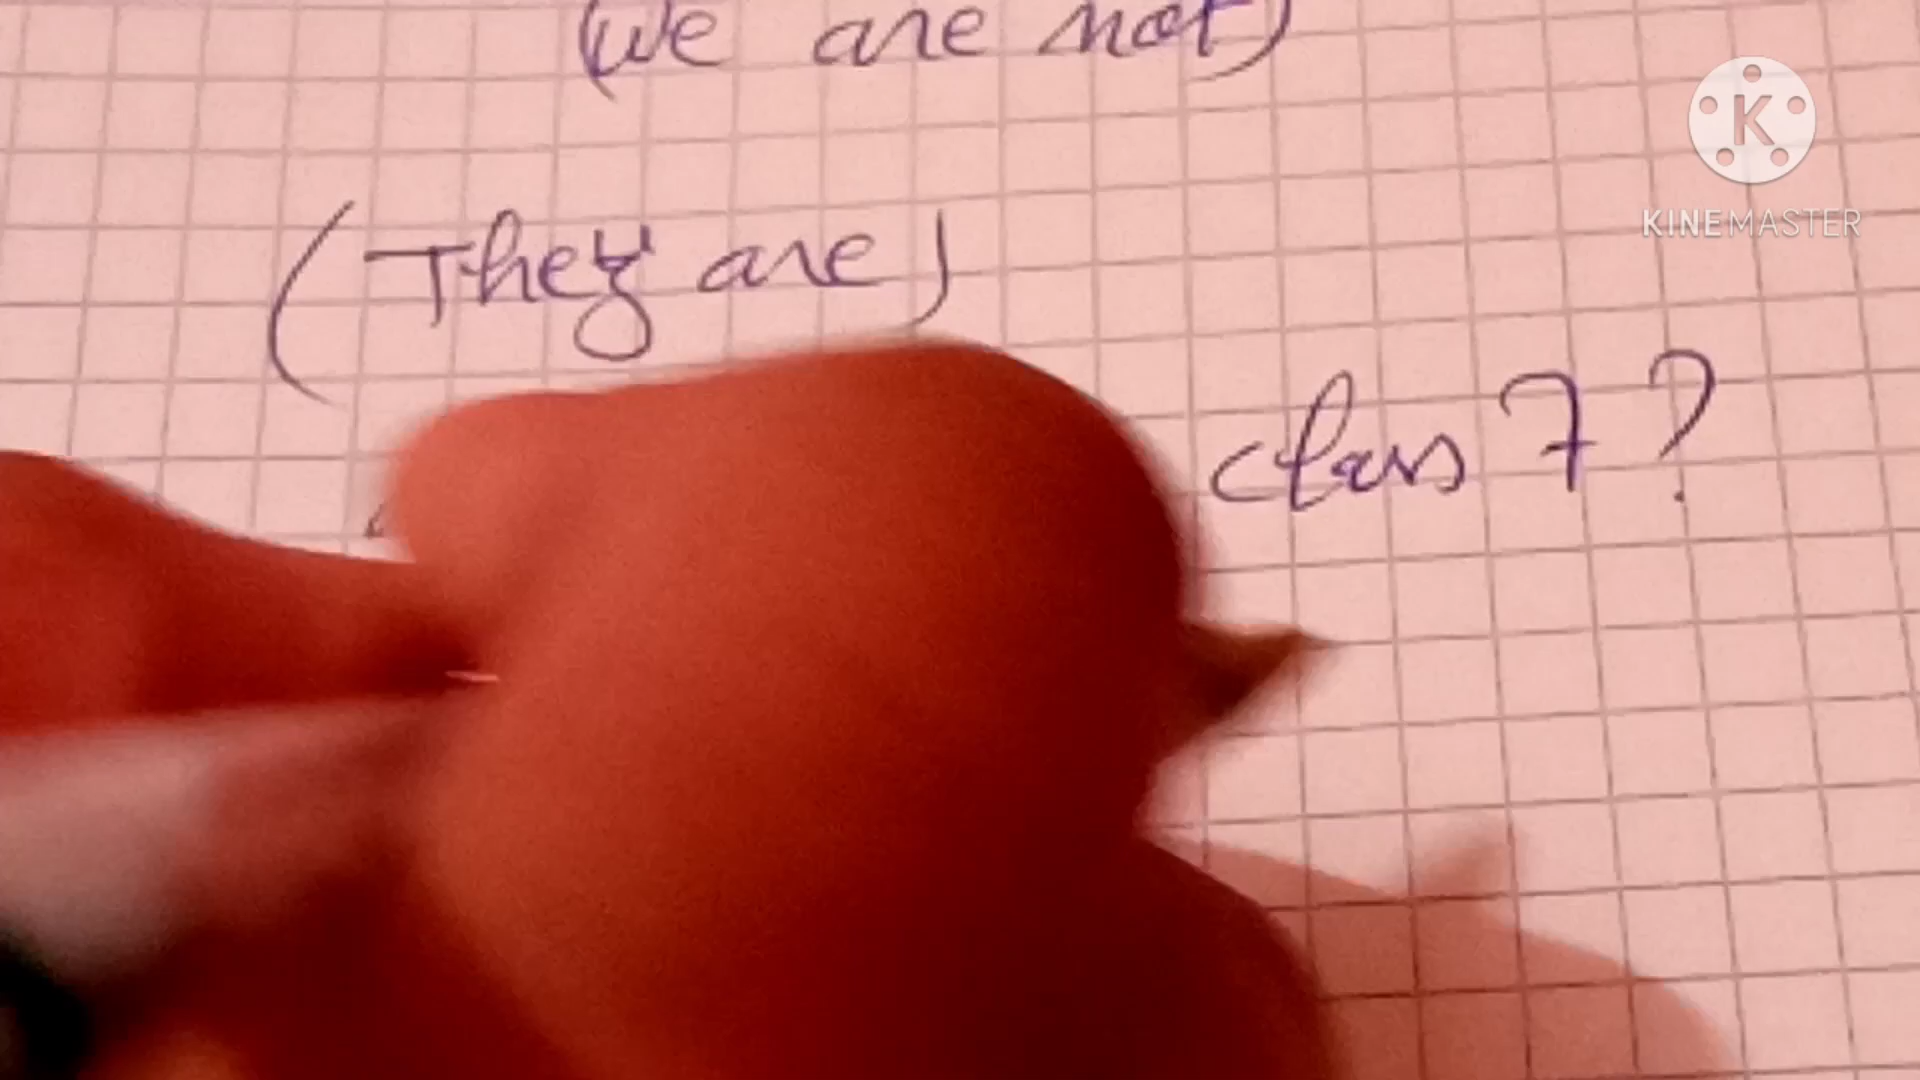 (we are not)
(They are)
class 7?
K
KINEMASTER